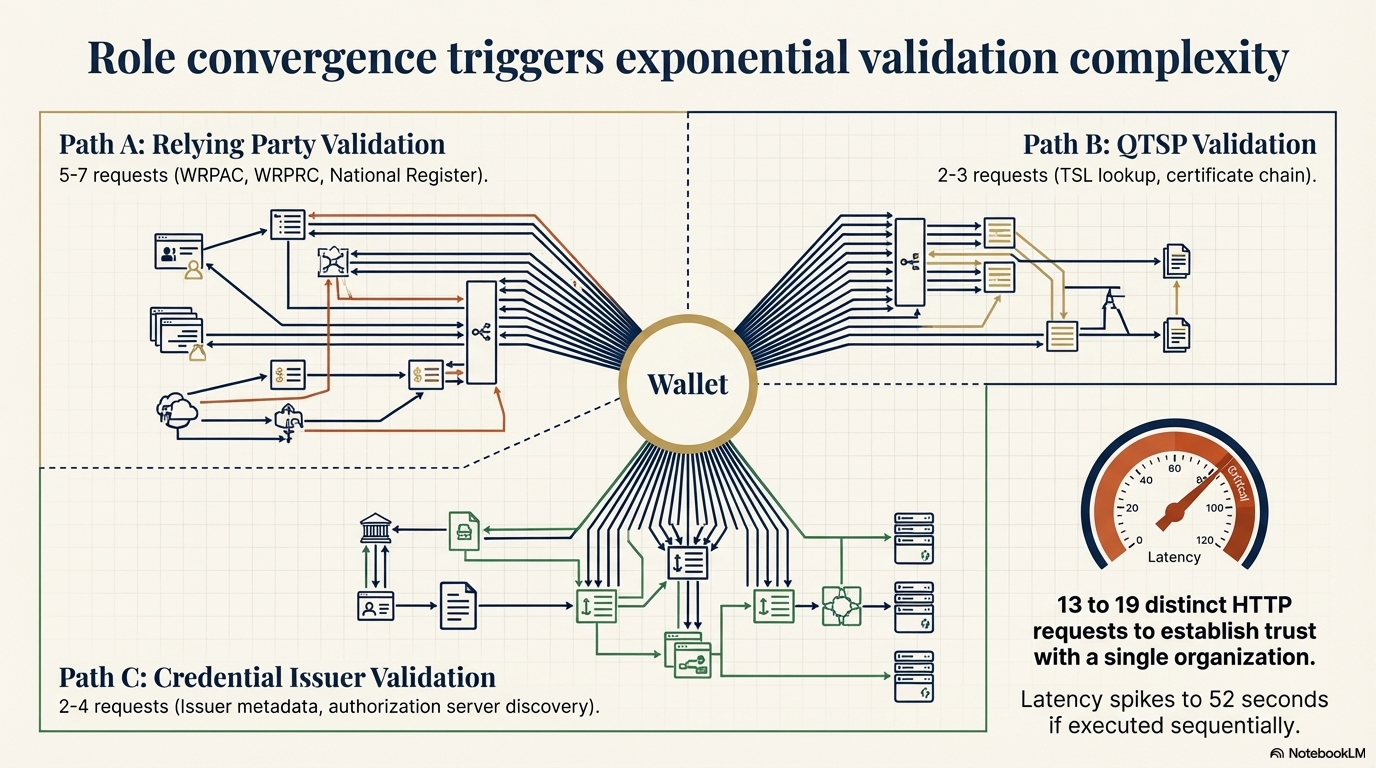 Role convergence triggers exponential validation complexity
Path A: Relying Party Validation
5-7 requests (WRPAC, WRPRC, National Register).
Path B: QTSP Validation
2-3 requests (TSL lookup, certificate chain).
Wallet
Path C: Credential Issuer Validation
2-4 requests (Issuer metadata, authorization server discovery).
0
20
40
60
100
120
Critical
Latency
13 to 19 distinct HTTP
requests to establish trust
with a single organization.
Latency spikes to 52 seconds
if executed sequentially.
NotebookLM